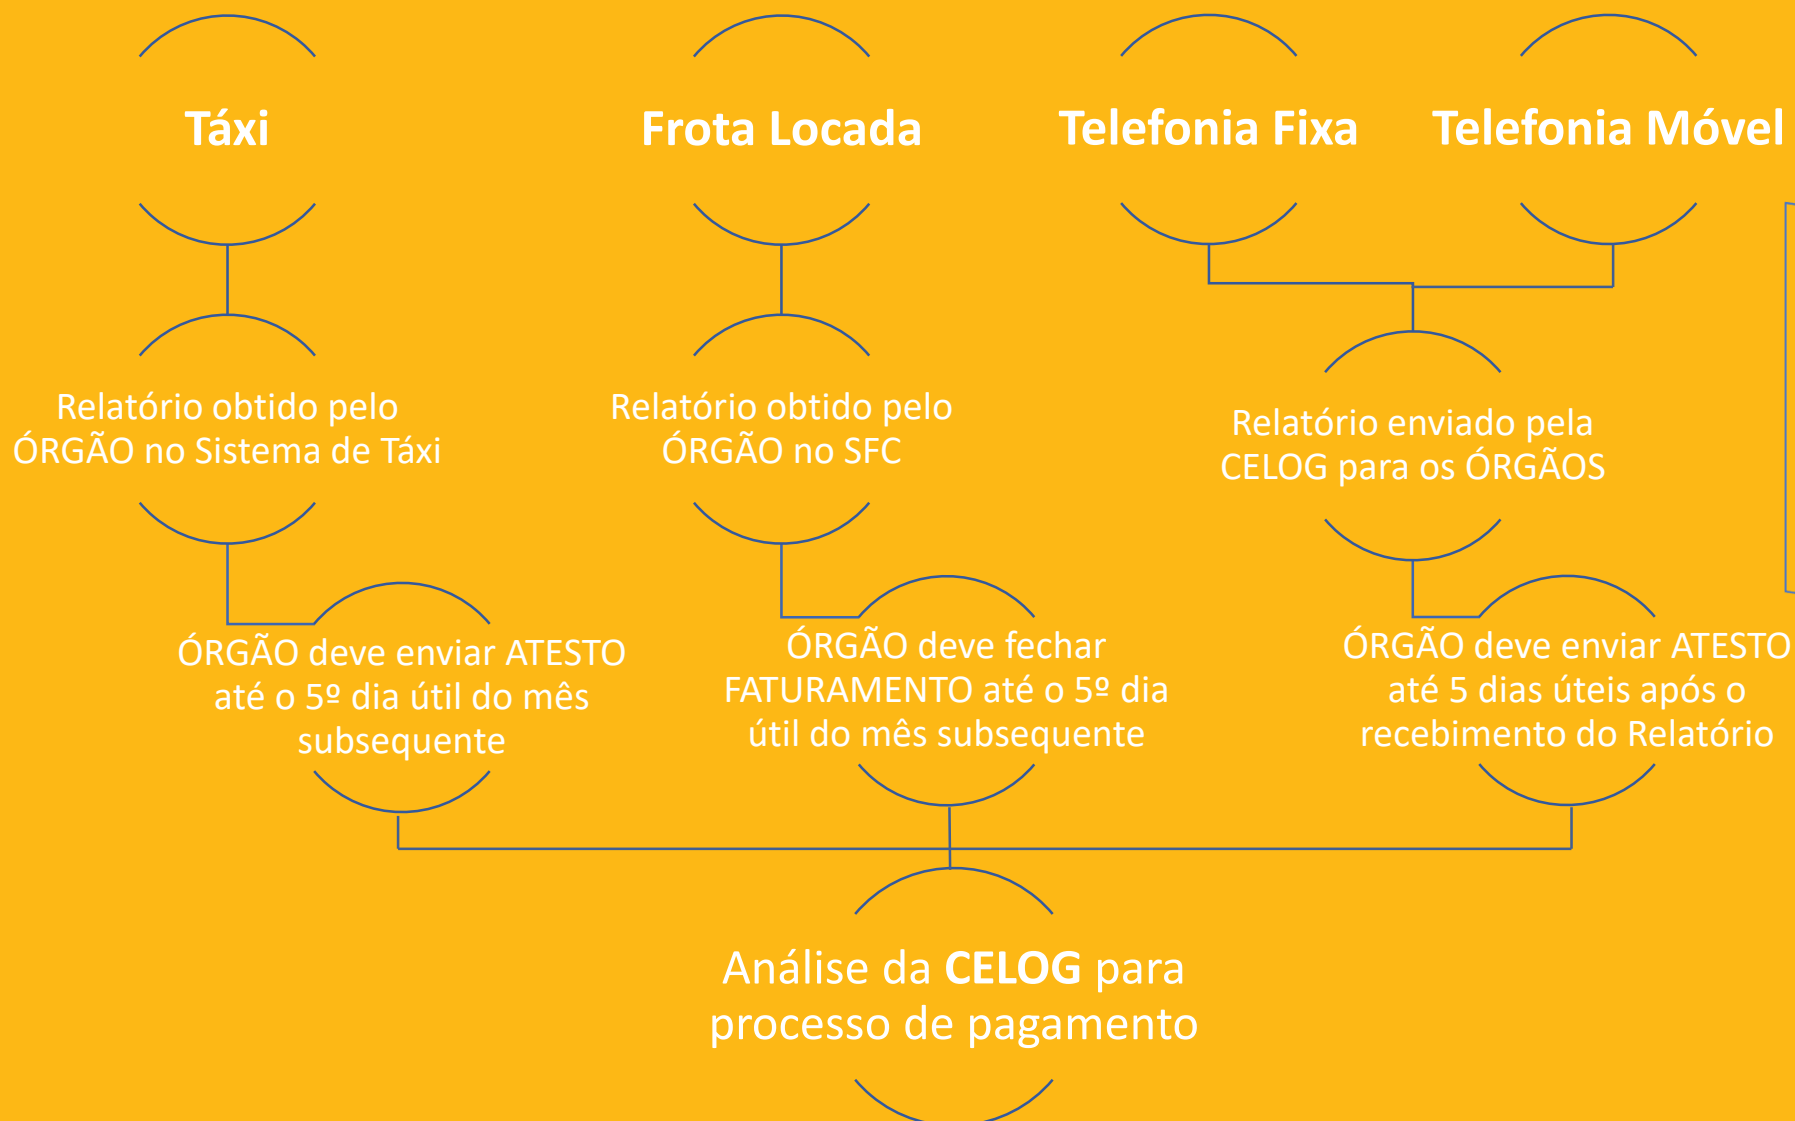 Táxi
Frota Locada
Telefonia Fixa
Telefonia Móvel
Relatório obtido pelo
ÓRGÃO no Sistema de Táxi
Relatório obtido pelo
ÓRGÃO no SFC
Relatório enviado pela
CELOG para os ÓRGÃOS
ÓRGÃO deve enviar ATESTO
até o 5º dia útil do mês
subsequente
ÓRGÃO deve fechar
FATURAMENTO até o 5º dia
útil do mês subsequente
ÓRGÃO deve enviar ATESTO
até 5 dias úteis após o
recebimento do Relatório
Análise da CELOG para
processo de pagamento